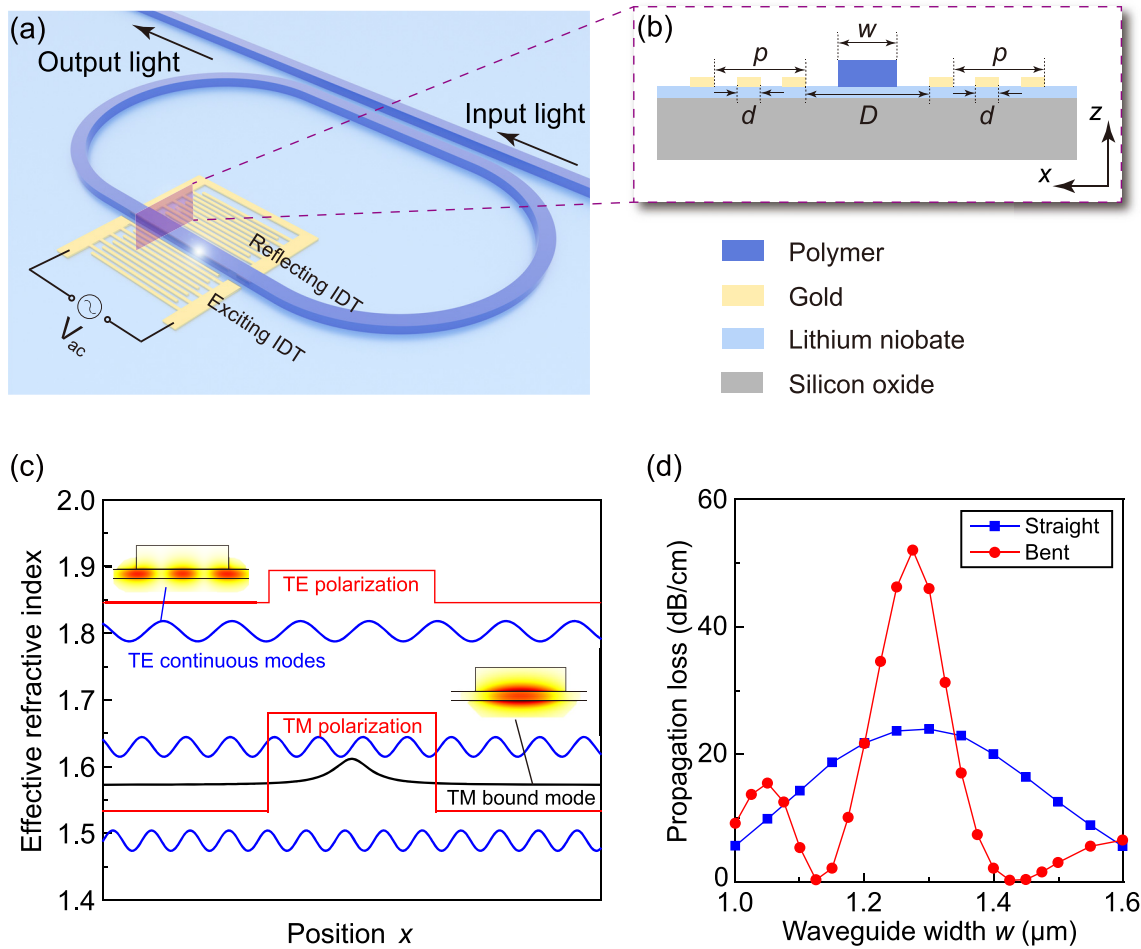 (a)
Output light
Input light
Reflecting IDT
Exciting IDT
Vac
(b)
w
p
p
d
D
d
z
x
Polymer
Gold
Lithium niobate
Silicon oxide
(c)
Effective refractive index
2.0
1.9
1.8
1.7
1.6
1.5
1.4
TE polarization
TE continuous modes
TM polarization
TM bound mode
Position x
(d)
Propagation loss (dB/cm)
60
40
20
0
Straight
Bent
1.0
1.2
1.4
1.6
Waveguide width w (μm)